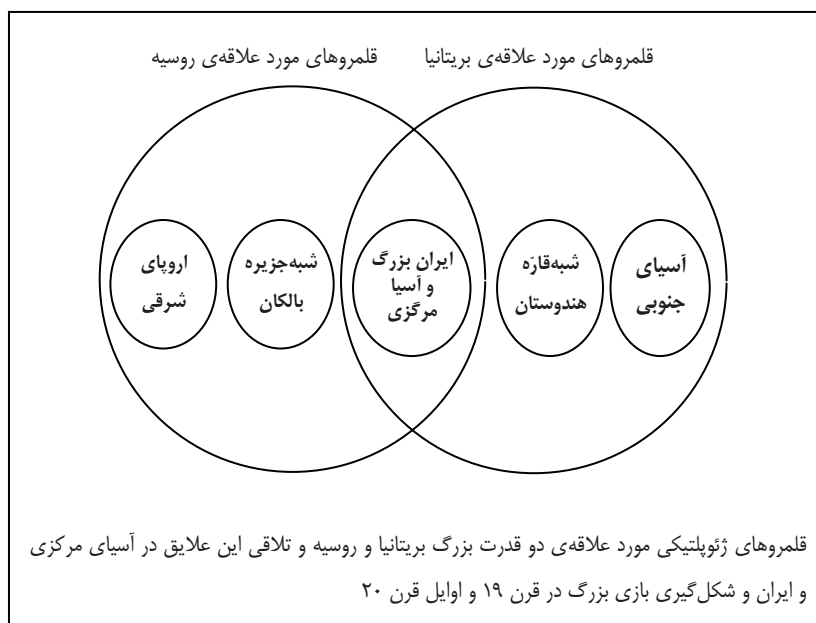 قلمروهای مورد علاقه‌ی بریتانیا
قلمروهای مورد علاقه‌ی روسیه
آسیای
جنوبی
شبه‌قارّه
هندوستان
ایران بزرگ
و آسیا
مرکزی
شبه‌جزیره
بالکان
اروپای
شرقی
قلمروهای ژئوپلتیکی مورد علاقه‌ی دو قدرت بزرگ بریتانیا و روسیه و تلاقی این علایق در آسیای مرکزی
و ایران و شکل‌گیری بازی بزرگ در قرن ۱۹ و اوایل قرن ۲۰